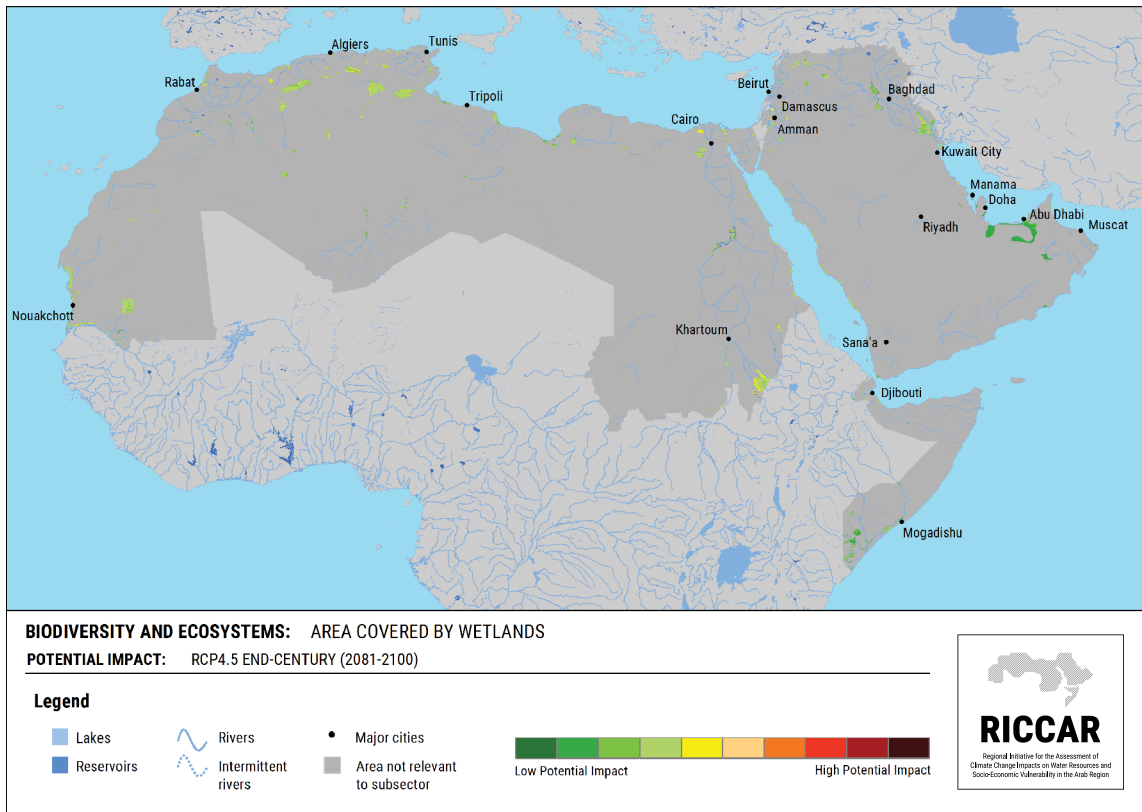 Algiers
Tunis
Rabat
Tripoli
Beirut
Damascus
Baghdad
Cairo
Amman
Kuwait City
Manama
Doha
Abu Dhabi
Riyadh
Muscat
Nouakchott
Khartoum
Sana'a
Djibouti
Mogadishu
BIODIVERSITY AND ECOSYSTEMS: AREA COVERED BY WETLANDS
POTENTIAL IMPACT: RCP4.5 END-CENTURY (2081-2100)
Legend
Lakes
Reservoirs
Rivers
Intermittent
rivers
Major cities
Area not relevant
to subsector
Low Potential Impact
High Potential Impact
RICCAR
Regional Initiative for the Assessment of
Climate Change Impacts on Water Resources and
Socio-Economic Vulnerability in the Arab Region